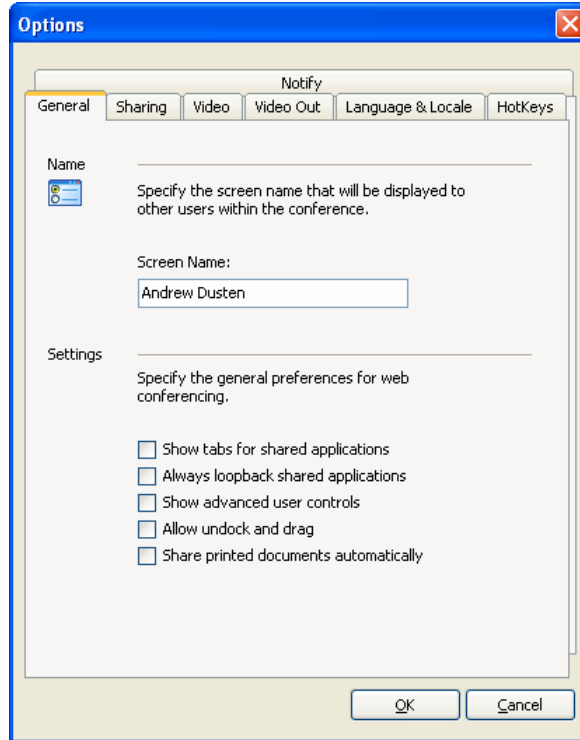 Options
Notify
General Sharing Video Video Out Language & Locale HotKeys
Name
Specify the screen name that will be displayed to
other users within the conference.
Screen Name:
Andrew Dusten
Settings
Specify the general preferences for web
conferencing.
Show tabs for shared applications
Always loopback shared applications
Show advanced user controls
Allow undock and drag
Share printed documents automatically
OK Cancel